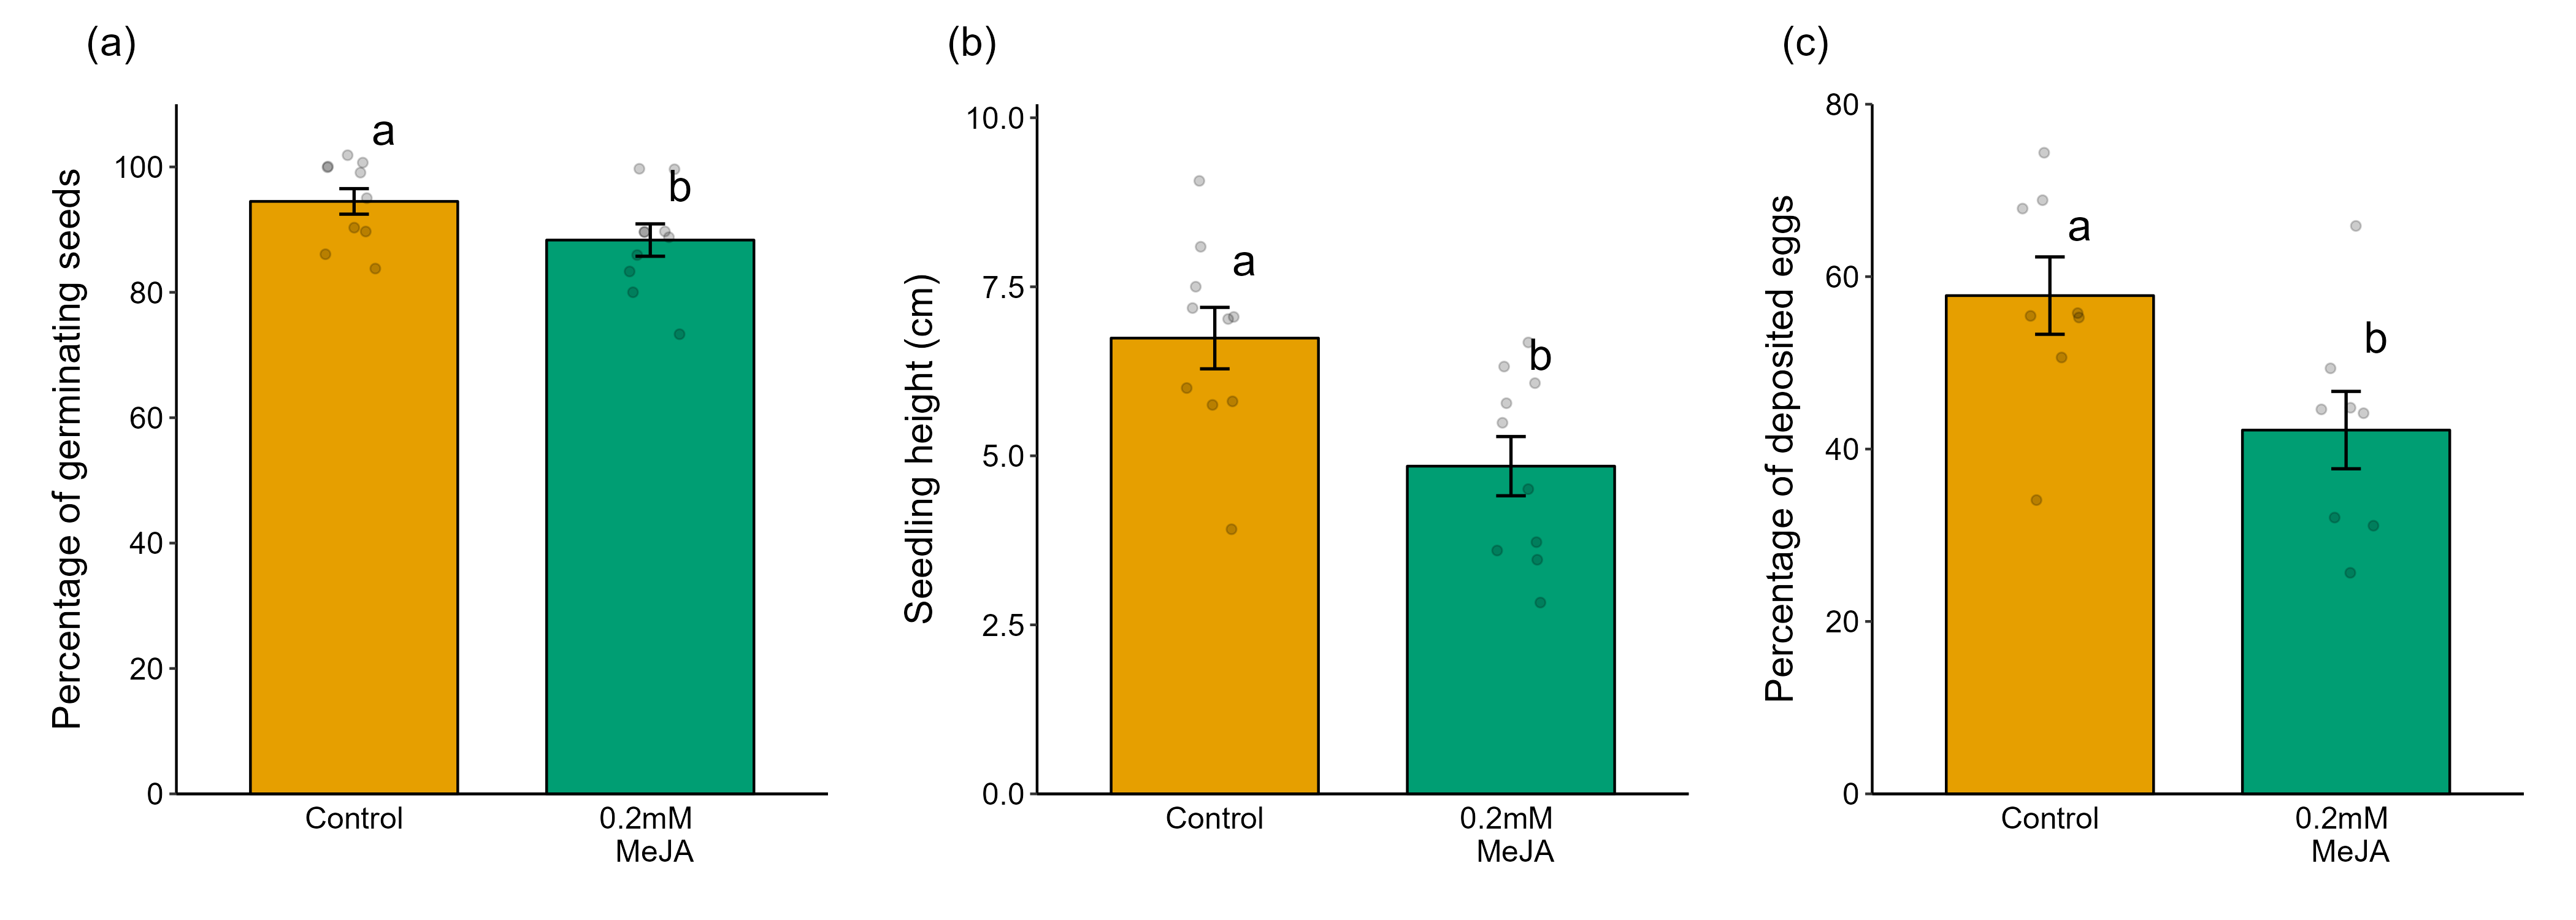 (a)
Percentage of germinating seeds
100
80
60
40
20
0
a
b
Control
0.2mM
MeJA
(b)
Seedling height (cm)
10.0
7.5
5.0
2.5
0.0
a
b
Control
0.2mM
MeJA
(c)
Percentage of deposited eggs
80
60
40
20
0
a
b
Control
0.2mM
MeJA